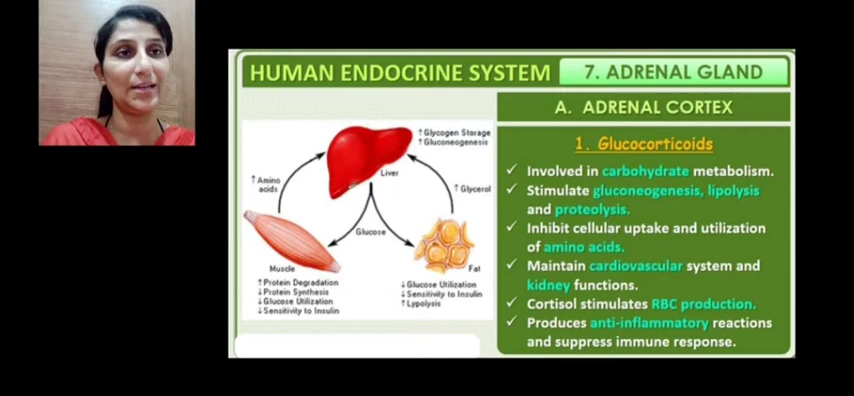 HUMAN ENDOCRINE SYSTEM
7. ADRENAL GLAND
A. ADRENAL CORTEX
↑ Glycogen Storage
↑ Gluconeogenesis
Liver
↑ Amino
acids
↑ Glycerol
Glucose
Muscle
↑ Protein Degradation
↓ Protein Synthesis
↓ Glucose Utilization
↓ Sensitivity to Insulin
Fat
↓ Glucose Utilization
↓ Sensitivity to Insulin
↑ Lypolysis
1. Glucocorticoids
✓ Involved in carbohydrate metabolism.
✓ Stimulate gluconeogenesis, lipolysis
and proteolysis.
✓ Inhibit cellular uptake and utilization
of amino acids.
✓ Maintain cardiovascular system and
kidney functions.
✓ Cortisol stimulates RBC production.
✓ Produces anti-inflammatory reactions
and suppress immune response.